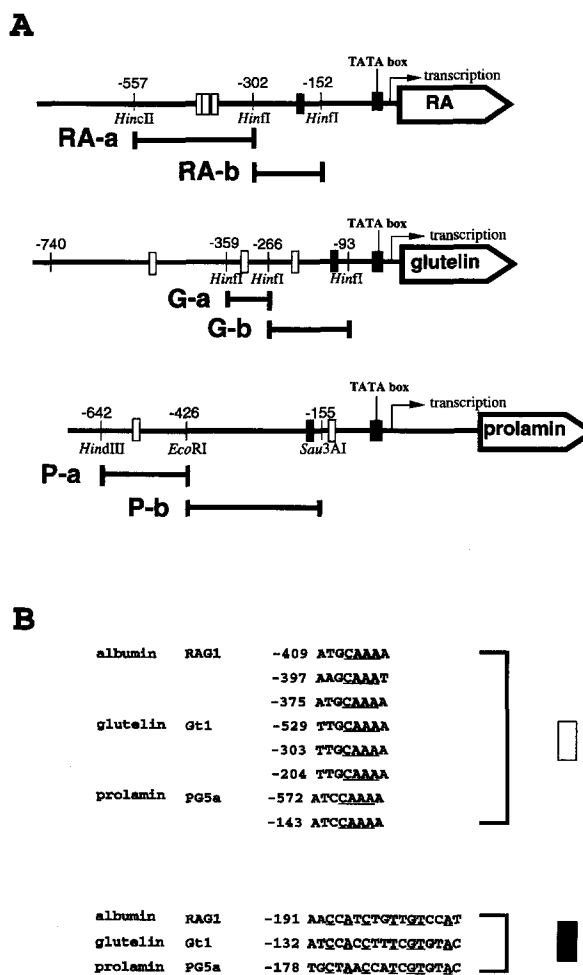 A
TATA box
-557
-302
-152
transcription
RA
HincII
HinfI
HinfI
RA-a
RA-b
TATA box
-740
-359
-266
-93
transcription
glutelin
HinfI
HinfI
HinfI
G-a
G-b
TATA box
-642
-426
-155
transcription
prolamin
HindIII
EcoRI
Sau3AI
P-a
P-b
B
albumin RAG1 -409 ATGCAAAA
-397 AAGCAAAT
-375 ATGCAAAA
glutelin Gt1 -529 TTGCAAAA
-303 TTGCAAAA
-204 TTGCAAAA
prolamin PG5a -572 ATCCAAAA
-143 ATCCAAAA
albumin RAG1 -191 AACCATCTGTTGTCCAT
glutelin Gt1 -132 ATCCACCTTTCGTGTAC
prolamin PG5a -178 TGCTAACCATCGTGTAC